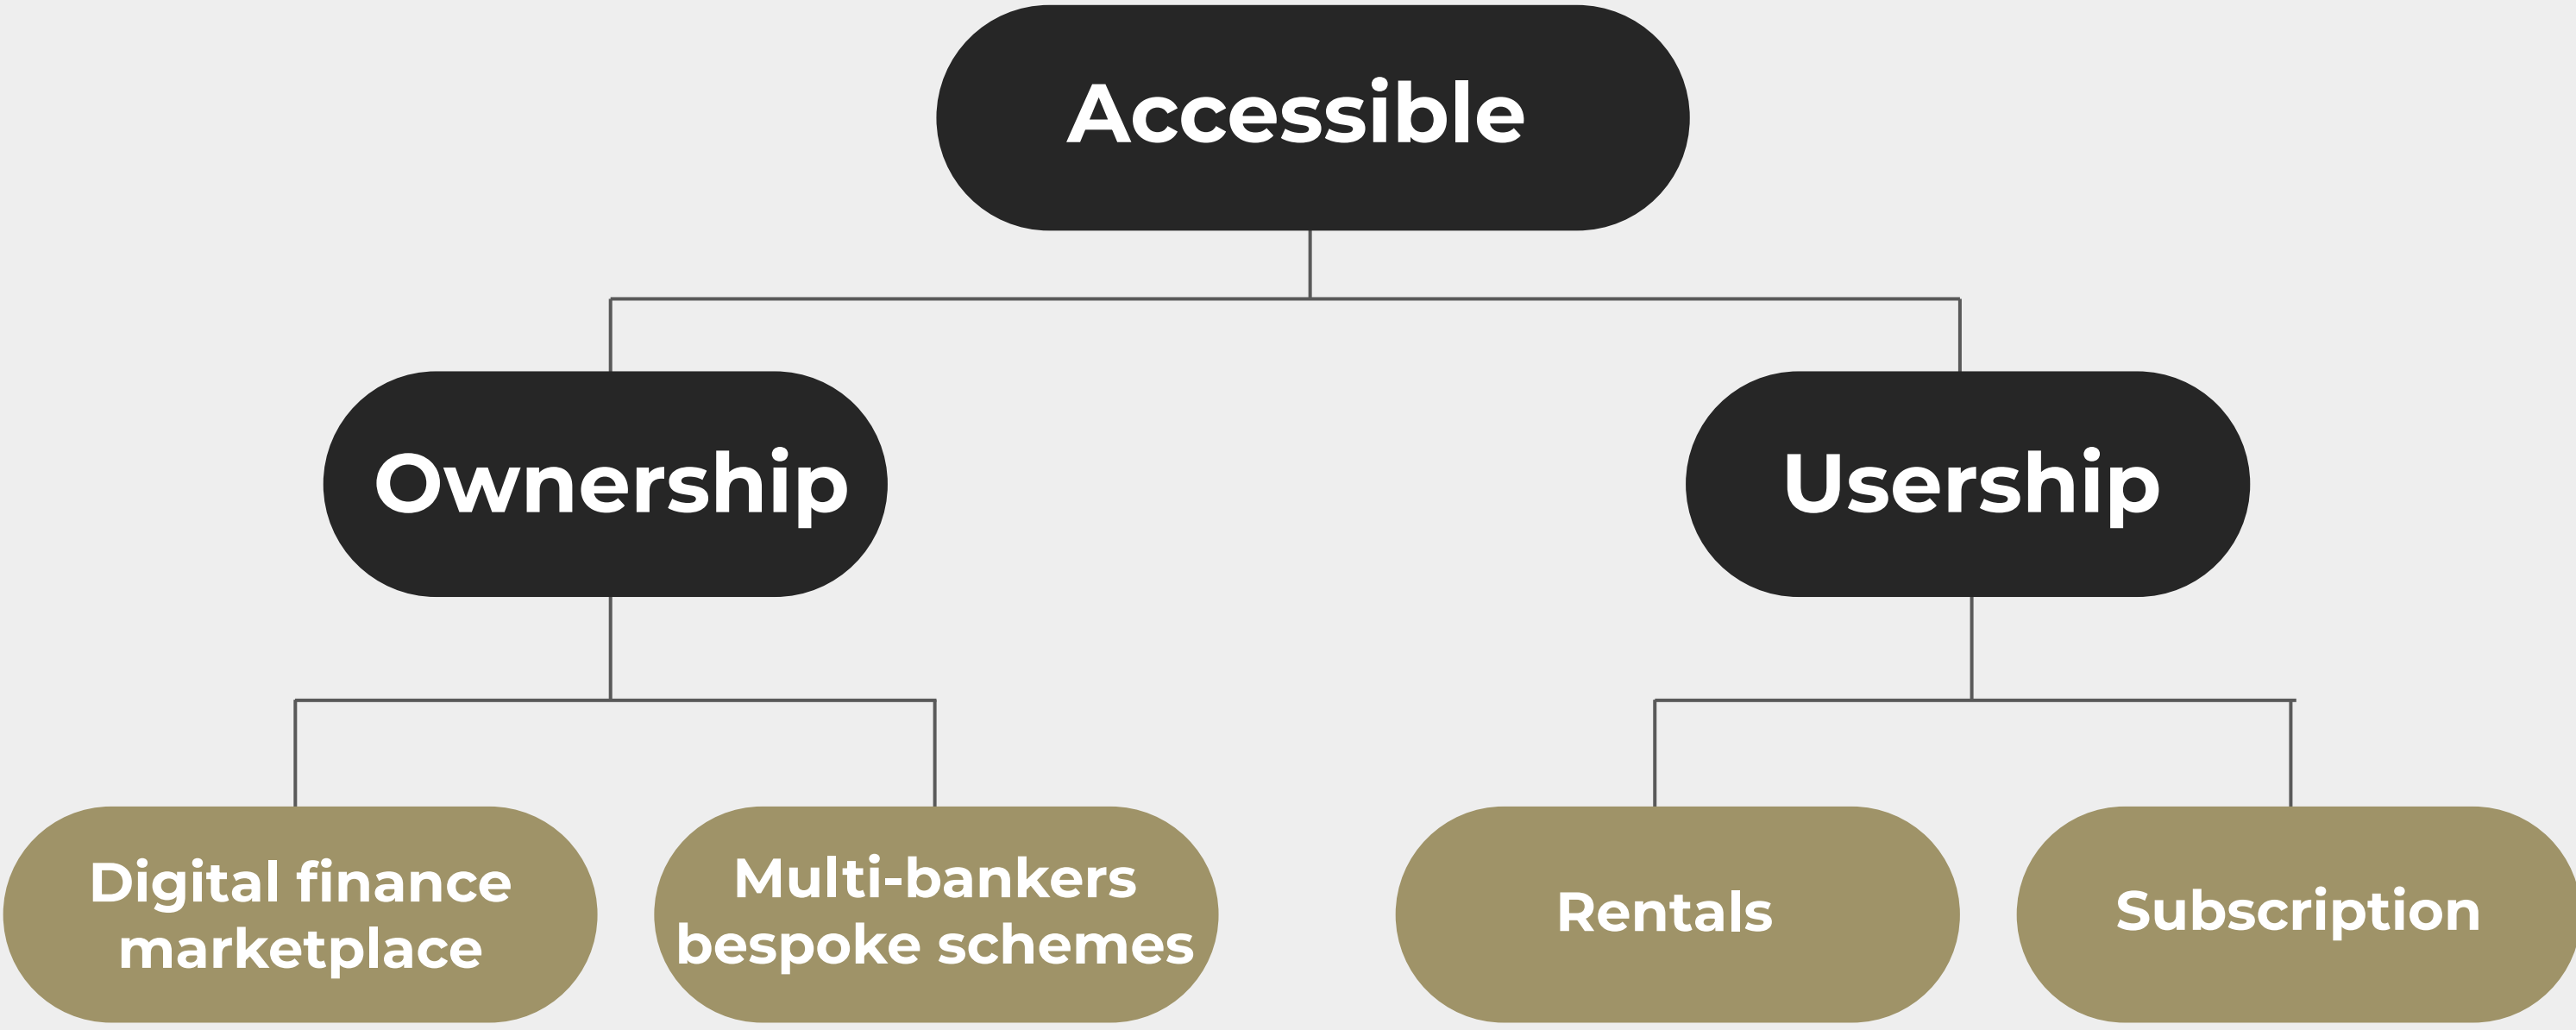 Accessible
Ownership
Usership
Digital finance
marketplace
Multi-bankers
bespoke schemes
Rentals
Subscription